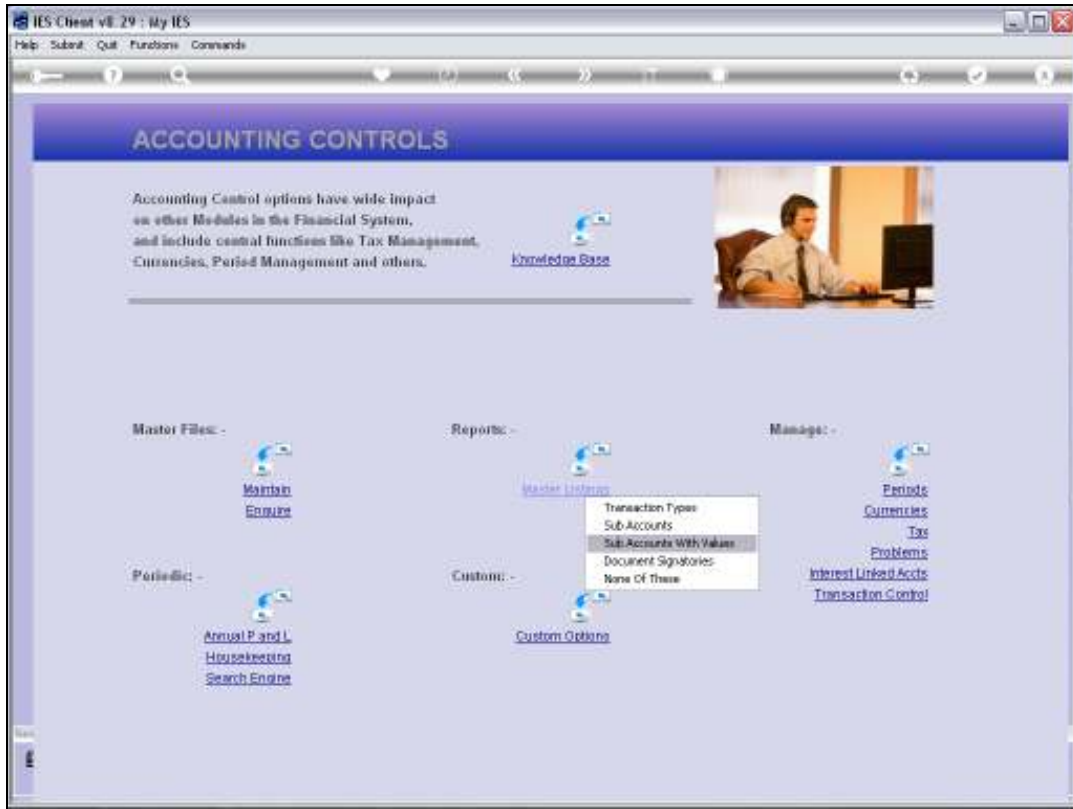 IES Client v8.29 : My IES
Help Submit Quit Functions Commands
ACCOUNTING CONTROLS
Accounting Control options have wide impact
on other Modules in the Financial System,
and include central functions like Tax Management,
Currencies, Period Management and others.
Knowledge Base
Master Files: -
Reports: -
Manage: -
Maintain
Enquire
Master Listings
Transaction Types
Sub Accounts
Sub Accounts With Values
Document Signatories
None Of These
Periods
Currencies
Tax
Problems
Interest Linked Accts
Transaction Control
Periodic: -
Custom: -
Annual P and L
Housekeeping
Search Engine
Custom Options